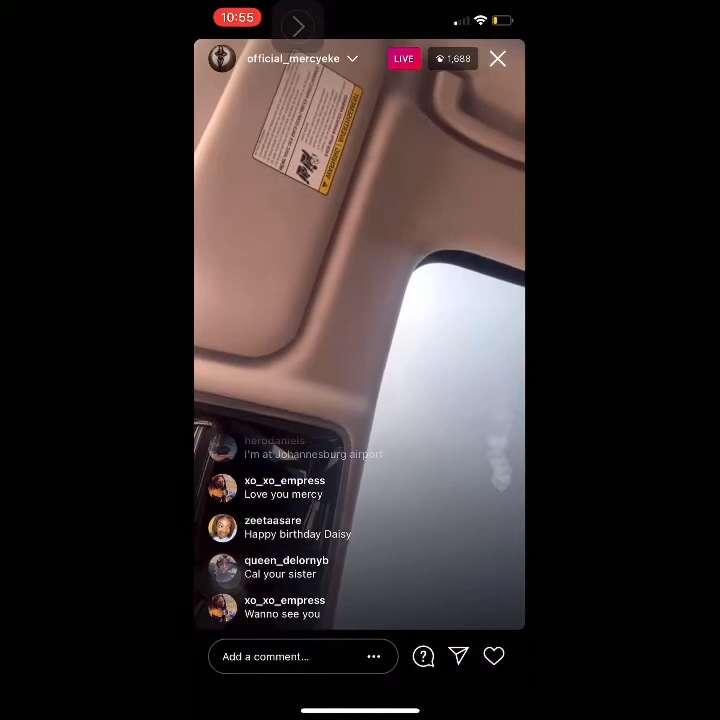 10:55
official_mercyeke
LIVE
1,688
WARNING
herodaniels
I'm at Johannesburg airport
xo_xo_empress
Love you mercy
zeetaasare
Happy birthday Daisy
queen_delornyb
Cal your sister
xo_xo_empress
Wanno see you
Add a comment...